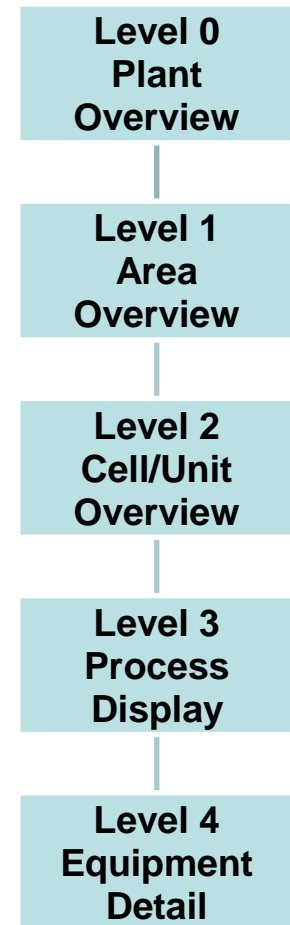 Level 0
Plant
Overview
Level 1
Area
Overview
Level 2
Cell/Unit
Overview
Level 3
Process
Display
Level 4
Equipment
Detail